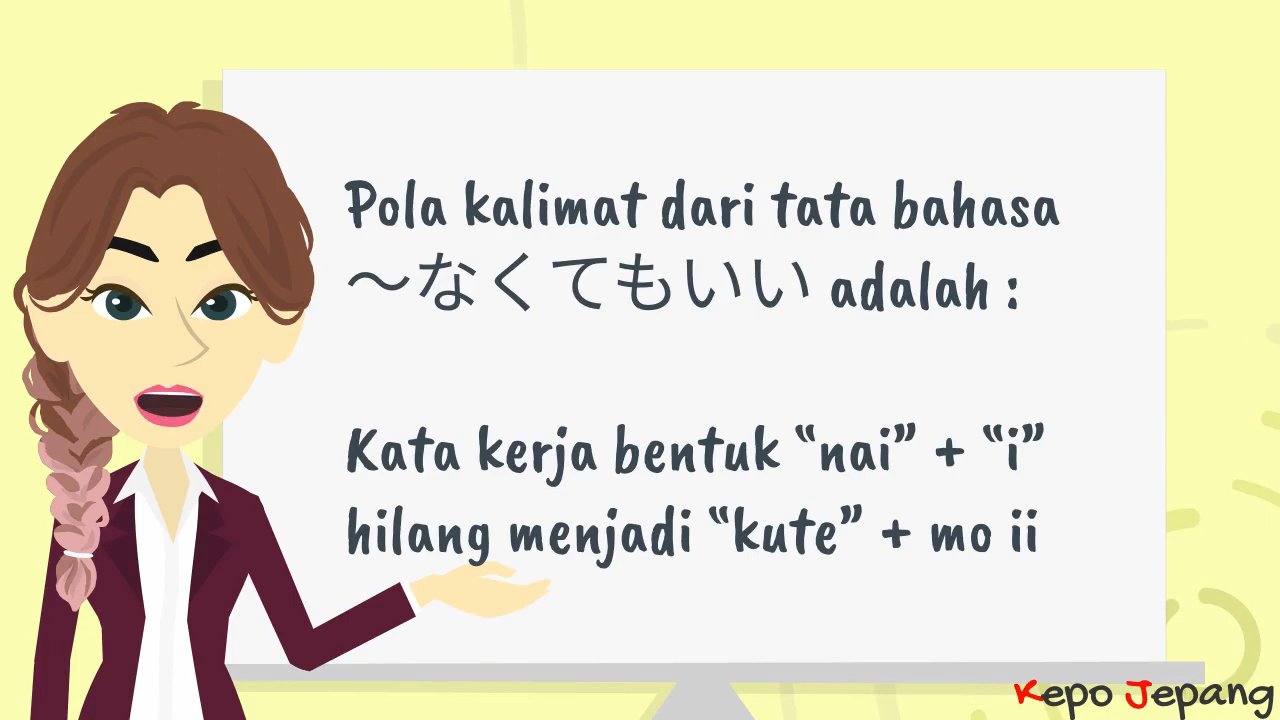 Pola kalimat dari tata bahasa
～なくてもいい adalah :
Kata kerja bentuk “nai” + “i”
hilang menjadi “kute” + mo ii
Kepo Jepang